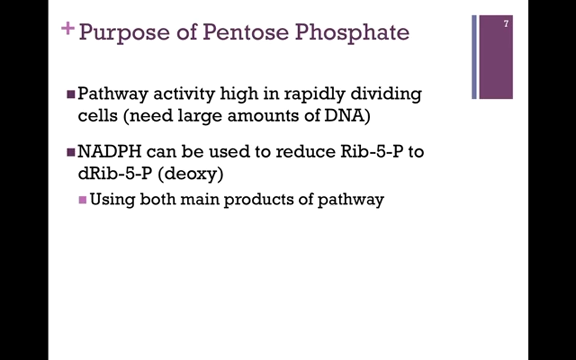 + Purpose of Pentose Phosphate
7
Pathway activity high in rapidly dividing
cells (need large amounts of DNA)
NADPH can be used to reduce Rib-5-P to
dRib-5-P (deoxy)
Using both main products of pathway